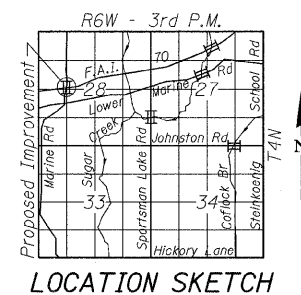 R6W - 3rd P.M.
F.A.I. 70
28
Marine Rd
27
Lower
Creek
Proposed Improvement
Marine Rd
Sugar
Sportsman Lake Rd
Johnston Rd
School Rd
T4N
N
33
34
Coflock Br
Steinkoenig
Hickory Lane
LOCATION SKETCH